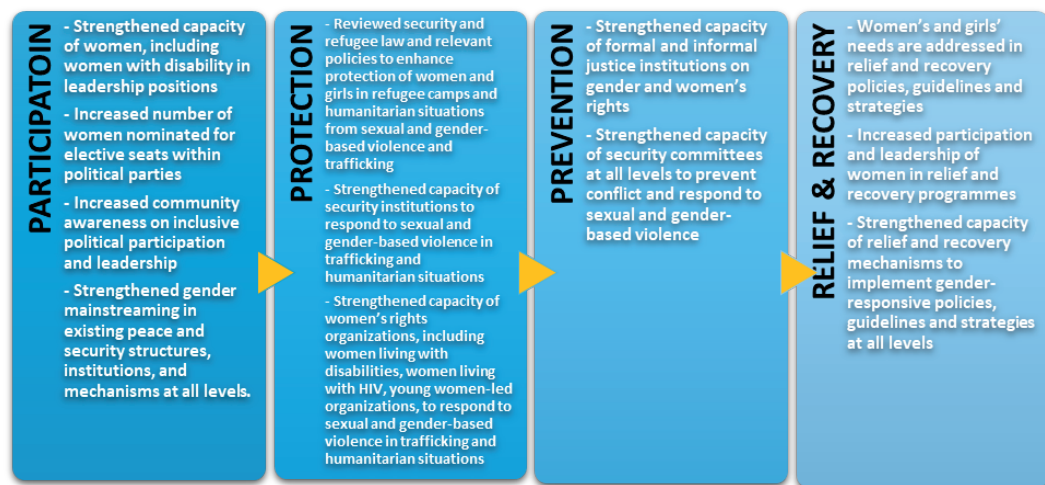 PARTICIPATOIN
- Strengthened capacity
of women, including
women with disability in
leadership positions
- Increased number of
women nominated for
elective seats within
political parties
- Increased community
awareness on inclusive
political participation
and leadership
- Strengthened gender
mainstreaming in
existing peace and
security structures,
institutions, and
mechanisms at all levels.
PROTECTION
- Reviewed security and
refugee law and relevant
policies to enhance
protection of women and
girls in refugee camps and
humanitarian situations
from sexual and gender-
based violence and
trafficking
- Strengthened capacity of
security institutions to
respond to sexual and
gender-based violence in
trafficking and
humanitarian situations
- Strengthened capacity of
women's rights
organizations, including
women living with
disabilities, women living
with HIV, young women-led
organizations, to respond to
sexual and gender-based
violence in trafficking and
humanitarian situations
PREVENTION
- Strengthened capacity
of formal and informal
justice institutions on
gender and women's
rights
- Strengthened capacity
of security committees
at all levels to prevent
conflict and respond to
sexual and gender-
based violence
RELIEF & RECOVERY
- Women's and girls'
needs are addressed in
relief and recovery
policies, guidelines and
strategies
- Increased participation
and leadership of
women in relief and
recovery programmes
- Strengthened capacity
of relief and recovery
mechanisms to
implement gender-
responsive policies,
guidelines and strategies
at all levels